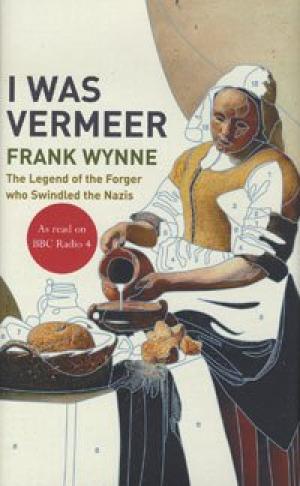 I WAS
VERMEER
FRANK WYNNE
The Legend of the Forger
who Swindled the Nazis
As read on
BBC Radio 4